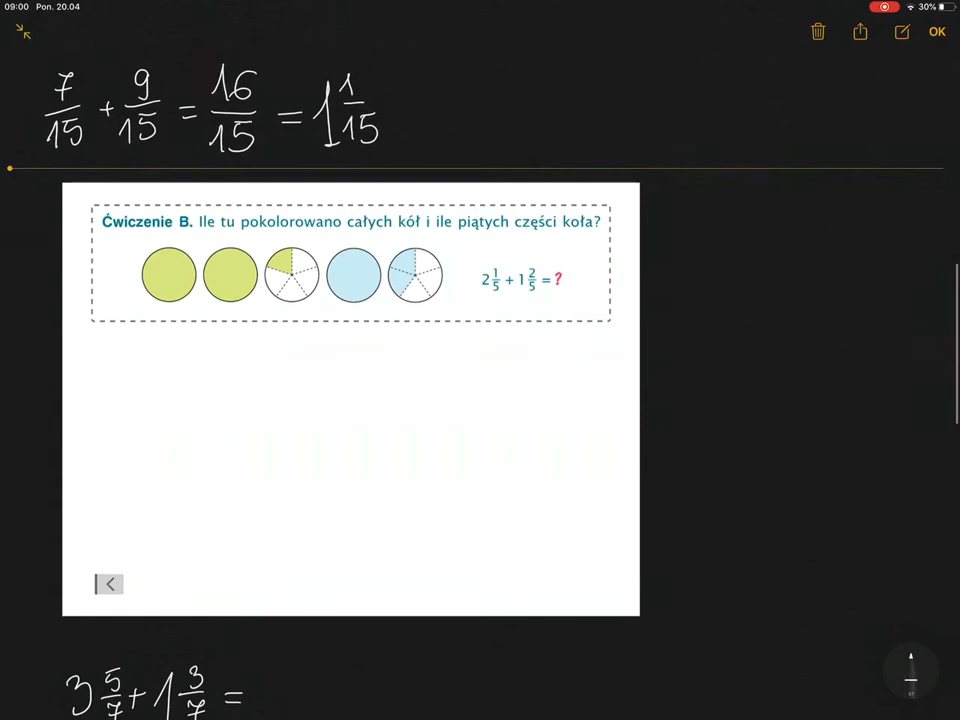 09:00 Pon. 20.04 30%
OK
7/15 + 9/15 = 16/15 = 1 1/15
Ćwiczenie B. Ile tu pokolorowano całych kół i ile piątych części koła?
2 1/5 + 1 2/5 = ?
3 5/7 + 1 3/7 =